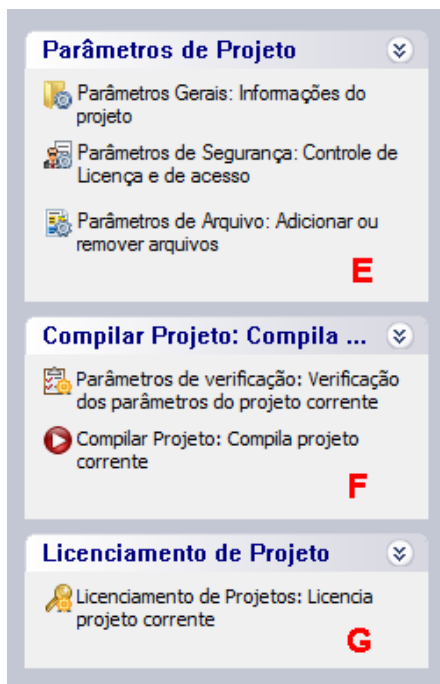 Parâmetros de Projeto
Parâmetros Gerais: Informações do
projeto
Parâmetros de Segurança: Controle de
Licença e de acesso
Parâmetros de Arquivo: Adicionar ou
remover arquivos
E
Compilar Projeto: Compila ...
Parâmetros de verificação: Verificação
dos parâmetros do projeto corrente
Compilar Projeto: Compila projeto
corrente
F
Licenciamento de Projeto
Licenciamento de Projetos: Licencia
projeto corrente
G